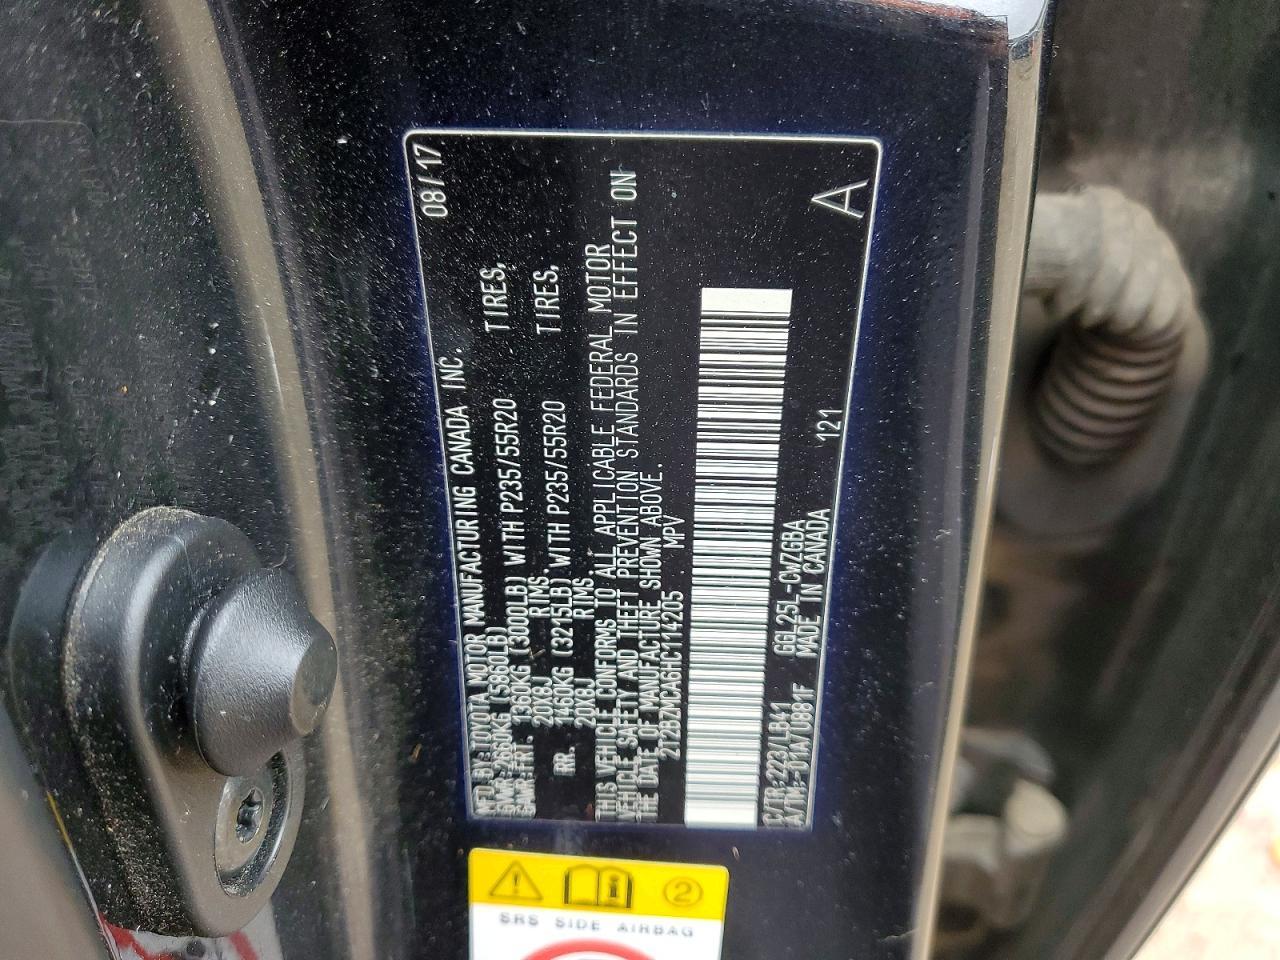 MFD. BY: TOYOTA MOTOR MANUFACTURING CANADA INC. 08/17
GVWR: 2660KG (5860LB)
GAWR: FRT. 1360KG (3000LB) WITH P235/55R20 TIRES,
20X8J RIMS
RR. 1460KG (3215LB) WITH P235/55R20 TIRES,
20X8J RIMS
THIS VEHICLE CONFORMS TO ALL APPLICABLE FEDERAL MOTOR
VEHICLE SAFETY AND THEFT PREVENTION STANDARDS IN EFFECT ON
THE DATE OF MANUFACTURE SHOWN ABOVE.
2T2BZMCA6HC114205 MPV
C/TR: 223/LB41 GGL25L-CWZGBA
A/TM: -01A/U881F MADE IN CANADA 121 A
2
SRS SIDE AIRBAG